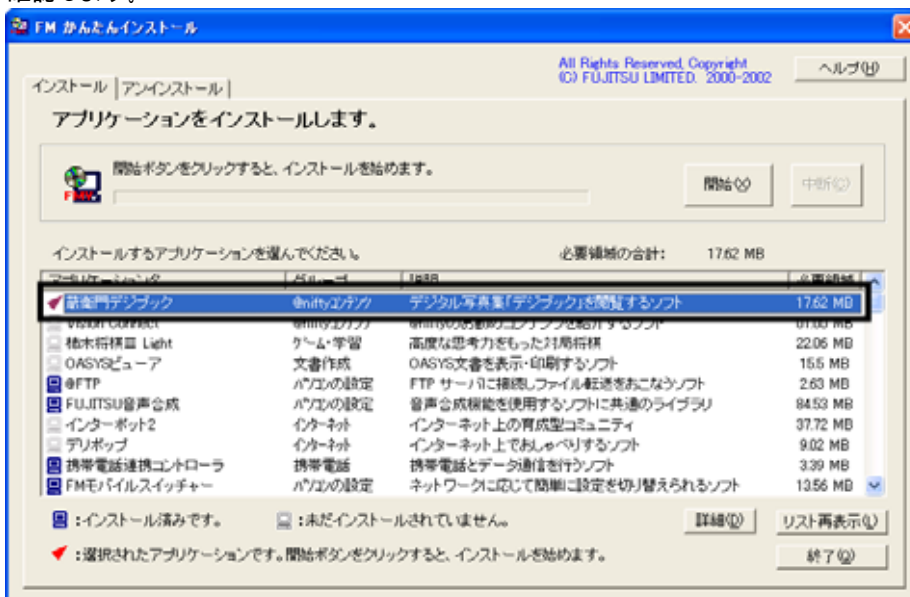 FM かんたんインストール
All Rights Reserved, Copyright
(C) FUJITSU LIMITED. 2000-2002
ヘルプ(H)
インストール アンインストール
アプリケーションをインストールします。
開始ボタンをクリックすると、インストールを始めます。
開始(X) 中断(C)
インストールするアプリケーションを選んでください。 必要領域の合計: 17.62 MB
蔵衛門デジブック @niftyコンテンツ デジタル写真集「デジブック」を閲覧するソフト 17.62 MB
Vision Connect
柿木将棋Ⅲ Light ゲーム・学習 高度な思考力をもった対局将棋 22.06 MB
OASYSビューア 文書作成 OASYS文書を表示・印刷するソフト 15.5 MB
@FTP パソコンの設定 FTP サーバに接続しファイル転送をおこなうソフト 2.63 MB
FUJITSU音声合成 パソコンの設定 音声合成機能を使用するソフトに共通のライブラリ 84.53 MB
インターポット2 インターネット インターネット上の育成型コミュニティ 37.72 MB
デリポップ インターネット インターネット上でおしゃべりするソフト 9.02 MB
携帯電話連携コントローラ 携帯電話 携帯電話とデータ通信を行うソフト 3.39 MB
FMモバイルスイッチャー パソコンの設定 ネットワークに応じて簡単に設定を切り替えられるソフト 13.56 MB
:インストール済みです。 :未だインストールされていません。 詳細(D) リスト再表示(L)
:選択されたアプリケーションです。開始ボタンをクリックすると、インストールを始めます。 終了(Q)